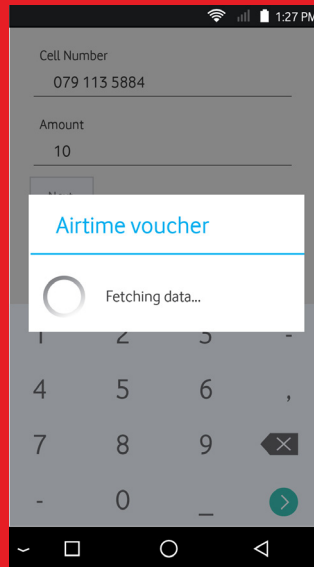 1:27 PM
Cell Number
079 113 5884
Amount
10
Next
Airtime voucher
Fetching data...
1 2 3 -
4 5 6 ,
7 8 9
- 0 _